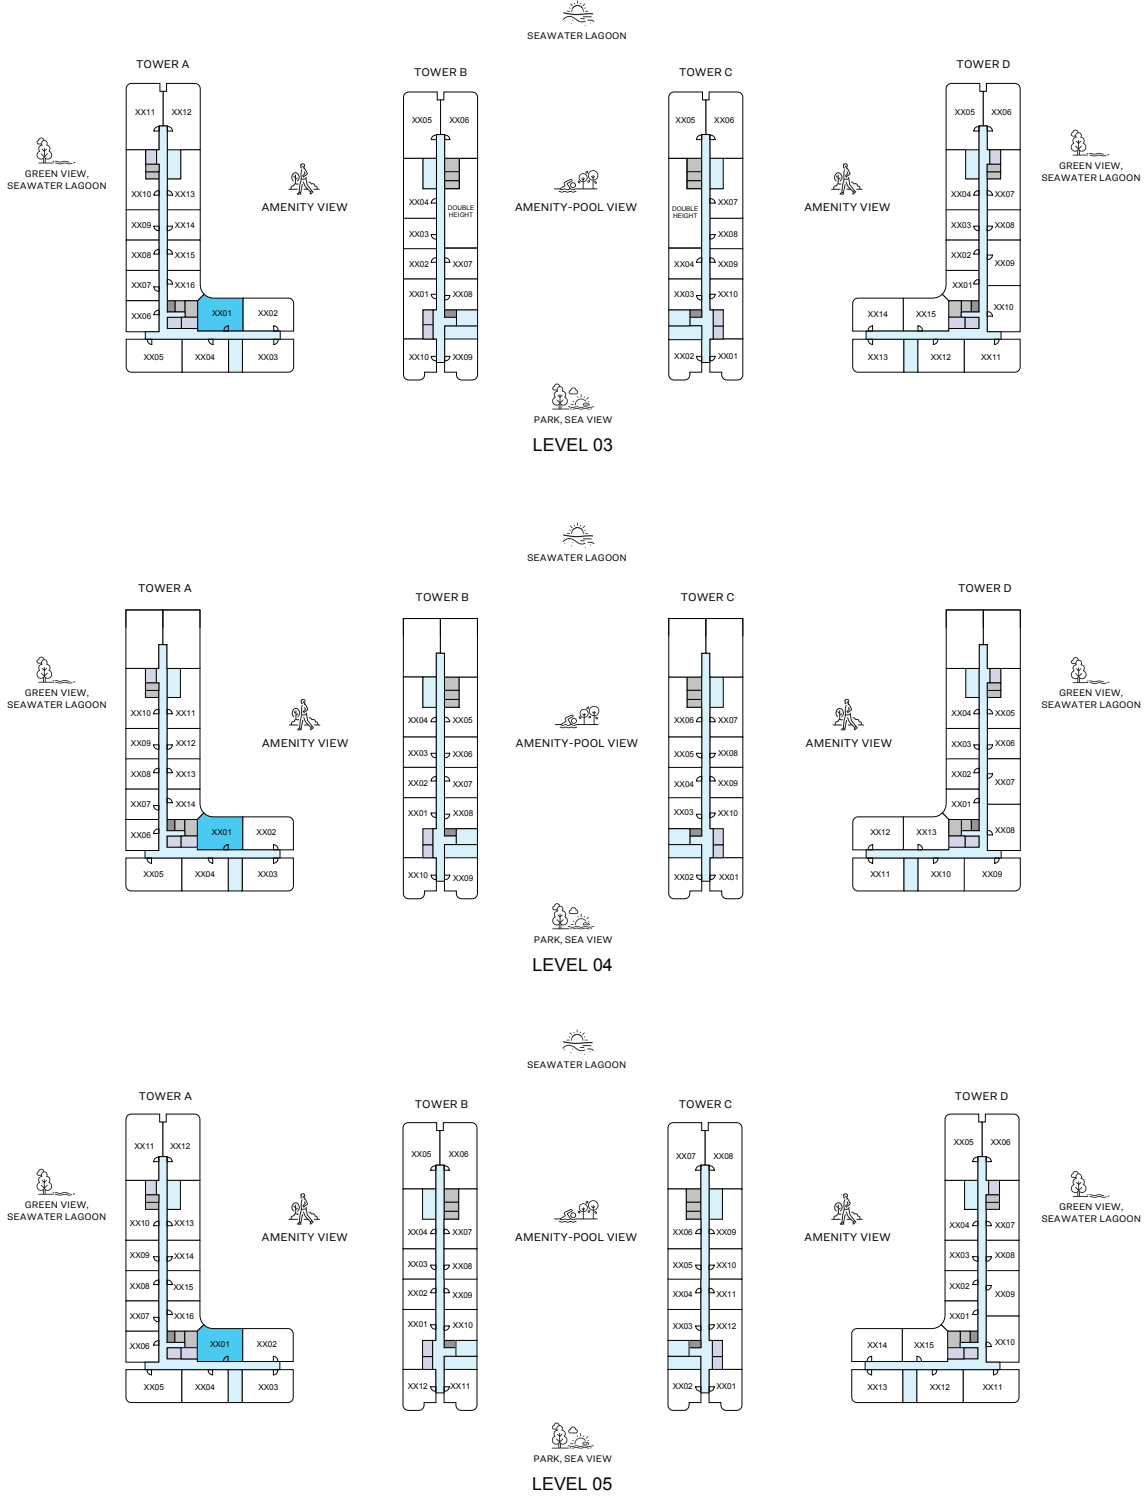 SEAWATER LAGOON
TOWER A
TOWER B
TOWER C
TOWER D
XX11 XX12
XX05 XX06
XX05 XX06
XX05 XX06
GREEN VIEW,
SEAWATER LAGOON
AMENITY VIEW
AMENITY-POOL VIEW
AMENITY VIEW
GREEN VIEW,
SEAWATER LAGOON
XX10 XX13
XX04
DOUBLE
HEIGHT
DOUBLE
HEIGHT
XX07
XX04 XX07
XX09 XX14
XX03
XX08
XX03 XX08
XX08 XX15
XX02 XX07
XX04 XX09
XX02 XX09
XX07 XX16
XX01 XX08
XX03 XX10
XX01 XX10
XX06 XX01 XX02
XX14 XX15
XX05 XX04 XX03
XX10 XX09
XX02 XX01
XX13 XX12 XX11
PARK, SEA VIEW
LEVEL 03
SEAWATER LAGOON
TOWER A
TOWER B
TOWER C
TOWER D
GREEN VIEW,
SEAWATER LAGOON
AMENITY VIEW
AMENITY-POOL VIEW
AMENITY VIEW
GREEN VIEW,
SEAWATER LAGOON
XX10 XX11
XX04 XX05
XX06 XX07
XX04 XX05
XX09 XX12
XX03 XX06
XX05 XX08
XX03 XX06
XX08 XX13
XX02 XX07
XX04 XX09
XX02 XX07
XX07 XX14
XX01 XX08
XX03 XX10
XX01 XX08
XX06 XX01 XX02
XX12 XX13
XX05 XX04 XX03
XX10 XX09
XX02 XX01
XX11 XX10 XX09
PARK, SEA VIEW
LEVEL 04
SEAWATER LAGOON
TOWER A
TOWER B
TOWER C
TOWER D
XX11 XX12
XX05 XX06
XX07 XX08
XX05 XX06
GREEN VIEW,
SEAWATER LAGOON
AMENITY VIEW
AMENITY-POOL VIEW
AMENITY VIEW
GREEN VIEW,
SEAWATER LAGOON
XX10 XX13
XX04 XX07
XX06 XX09
XX04 XX07
XX09 XX14
XX03 XX08
XX05 XX10
XX03 XX08
XX08 XX15
XX02 XX09
XX04 XX11
XX02 XX09
XX07 XX16
XX01 XX10
XX03 XX12
XX01 XX10
XX06 XX01 XX02
XX14 XX15
XX05 XX04 XX03
XX12 XX11
XX02 XX01
XX13 XX12 XX11
PARK, SEA VIEW
LEVEL 05